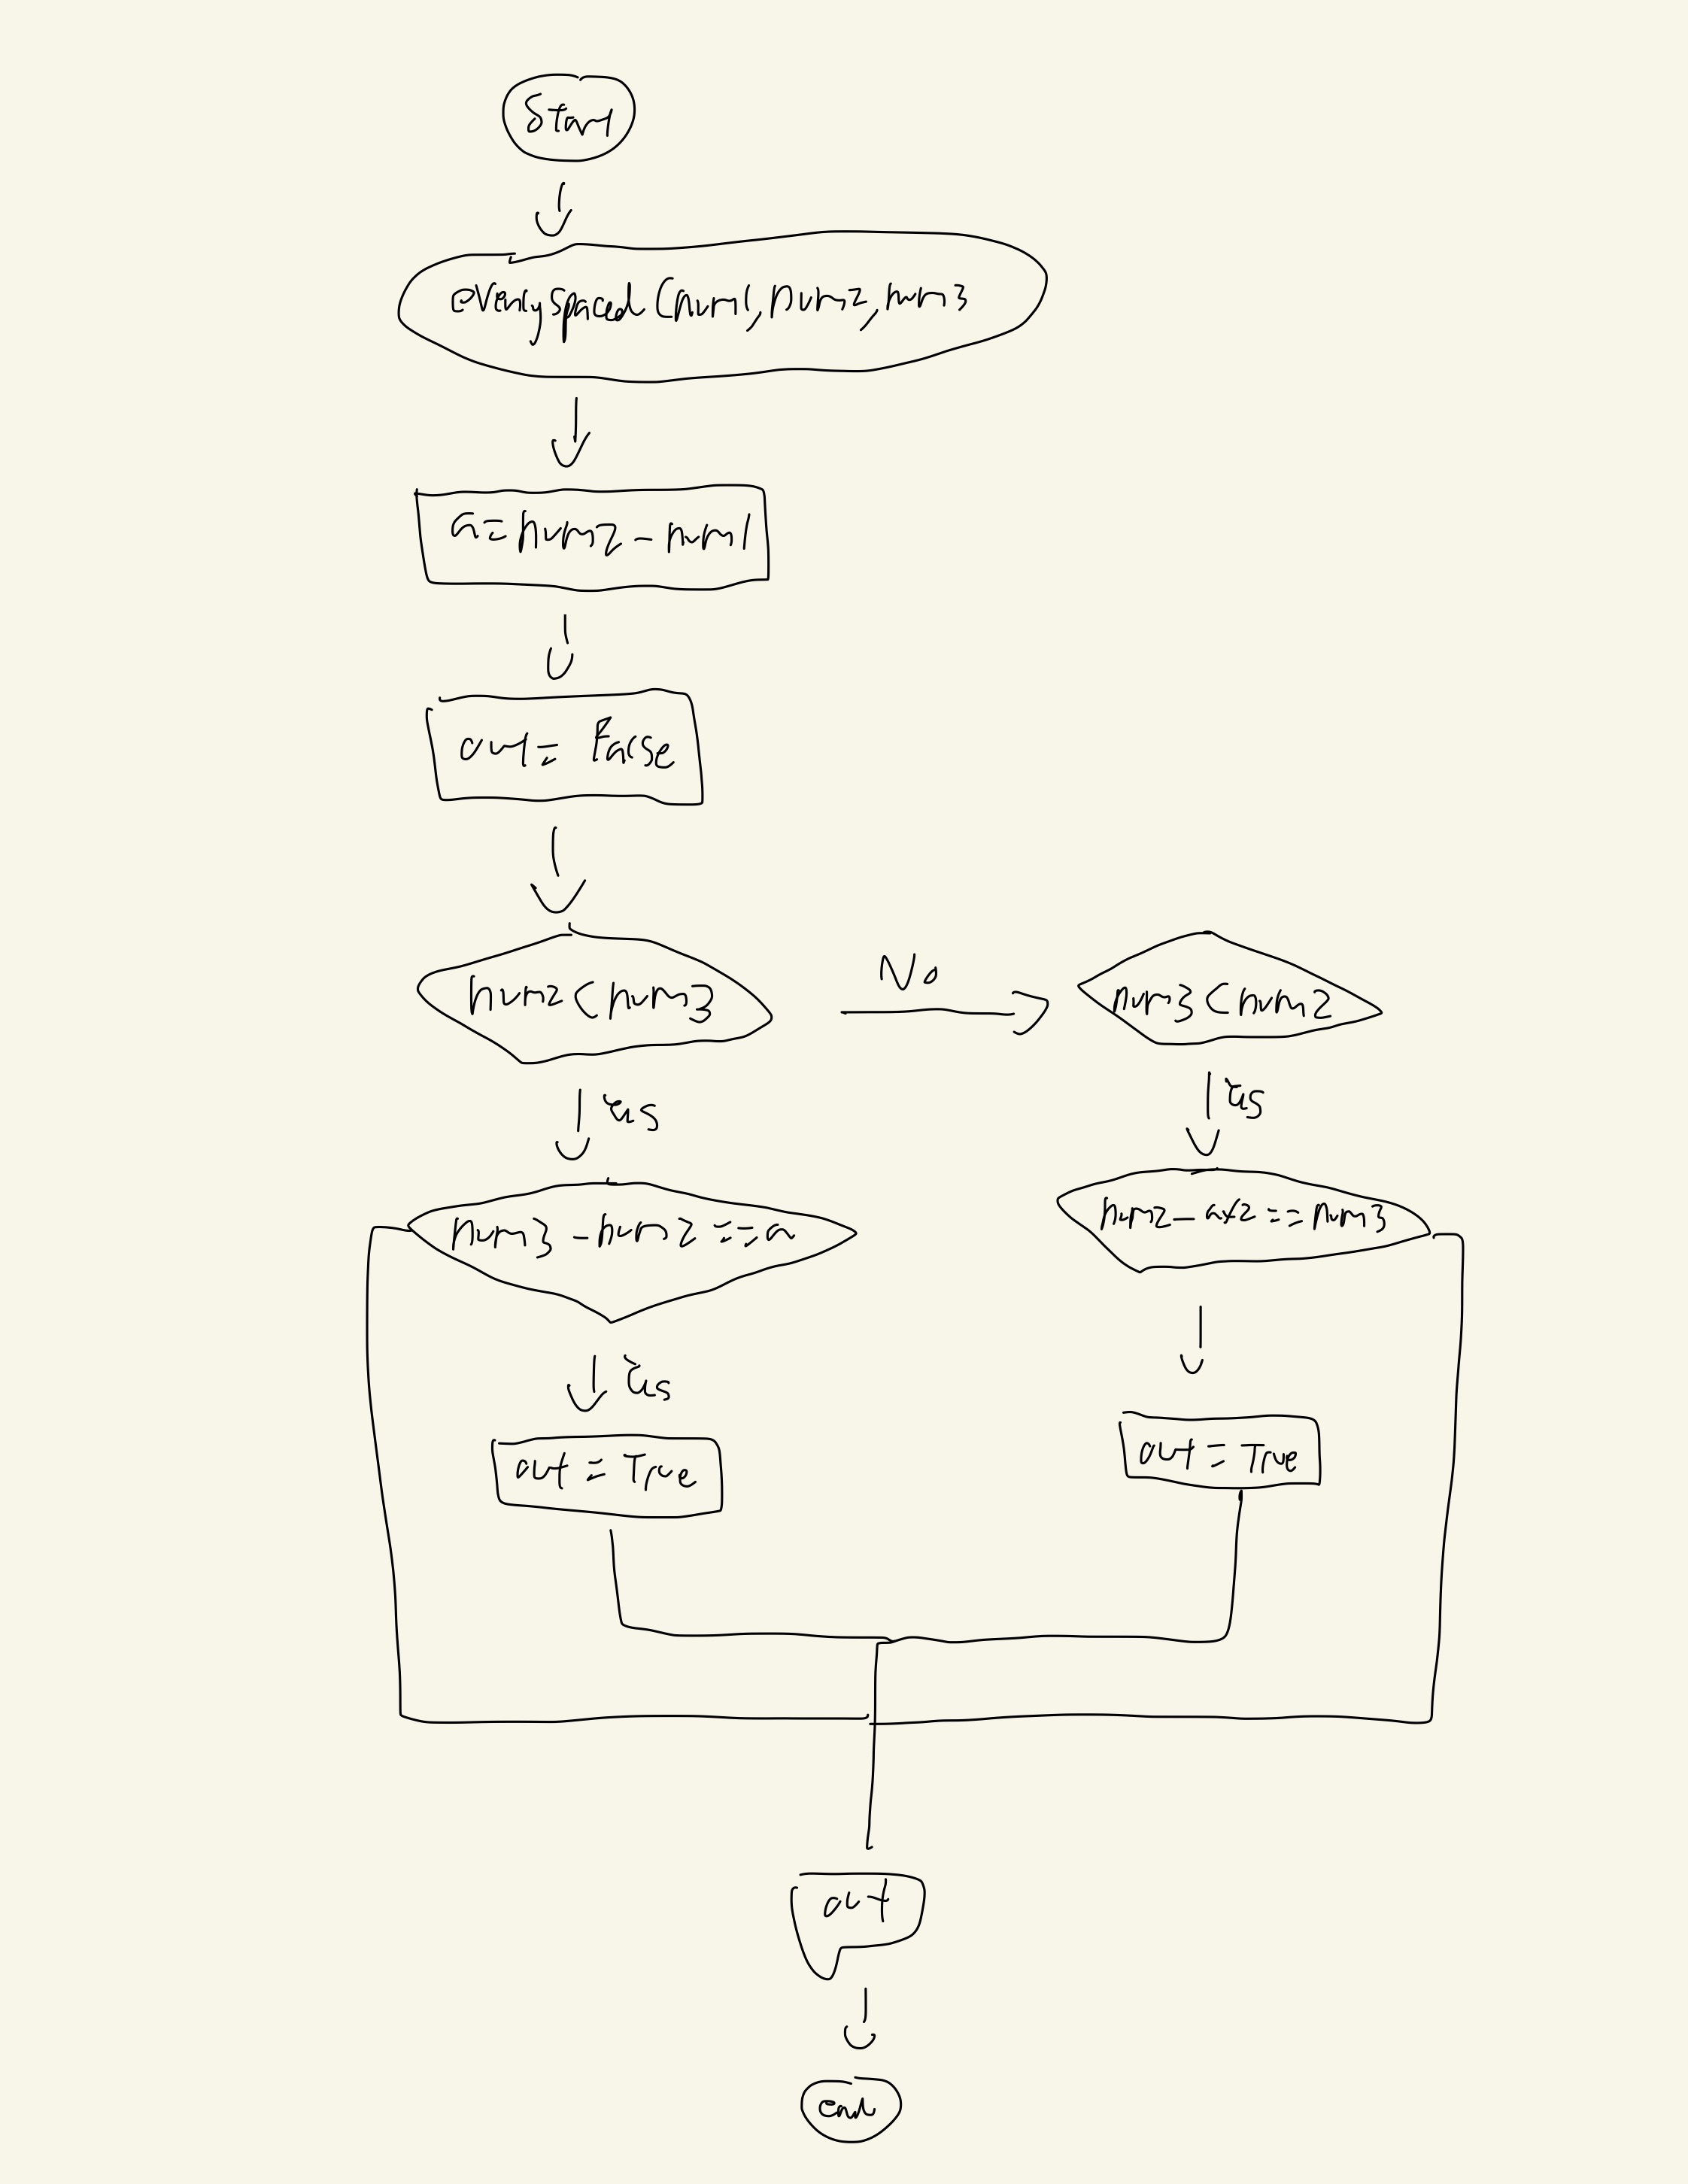 Start
evenlyspaced(num1, num2, num3
a = num2 - num1
out = False
num2 < num3
No
num3 < num2
Yes
Yes
num3 - num2 == a
num2 - a/2 == num3
Yes
out = True
out = True
out
end